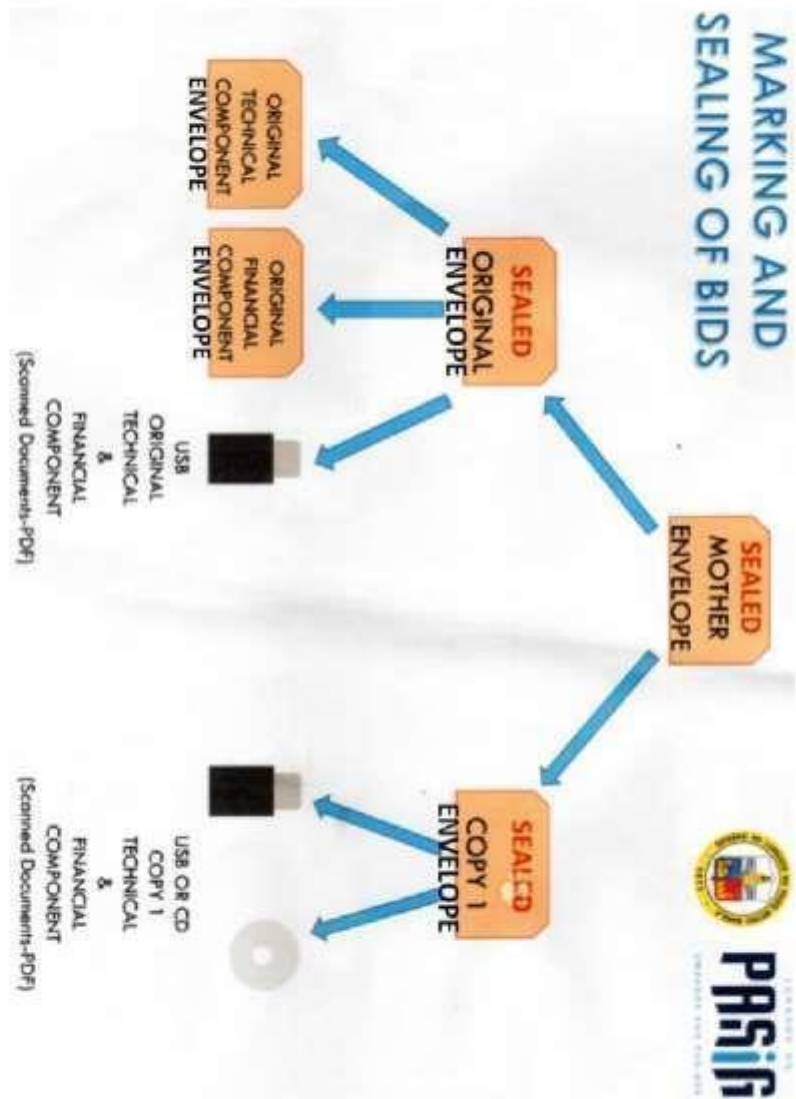 MARKING AND
SEALING OF BIDS
PASIG
SEALED
MOTHER
ENVELOPE
SEALED
ORIGINAL
ENVELOPE
SEALED
COPY 1
ENVELOPE
ORIGINAL
TECHNICAL
COMPONENT
ENVELOPE
ORIGINAL
FINANCIAL
COMPONENT
ENVELOPE
USB
ORIGINAL
TECHNICAL
&
FINANCIAL
COMPONENT
(Scanned Documents-PDF)
USB OR CD
COPY 1
TECHNICAL
&
FINANCIAL
COMPONENT
(Scanned Documents-PDF)